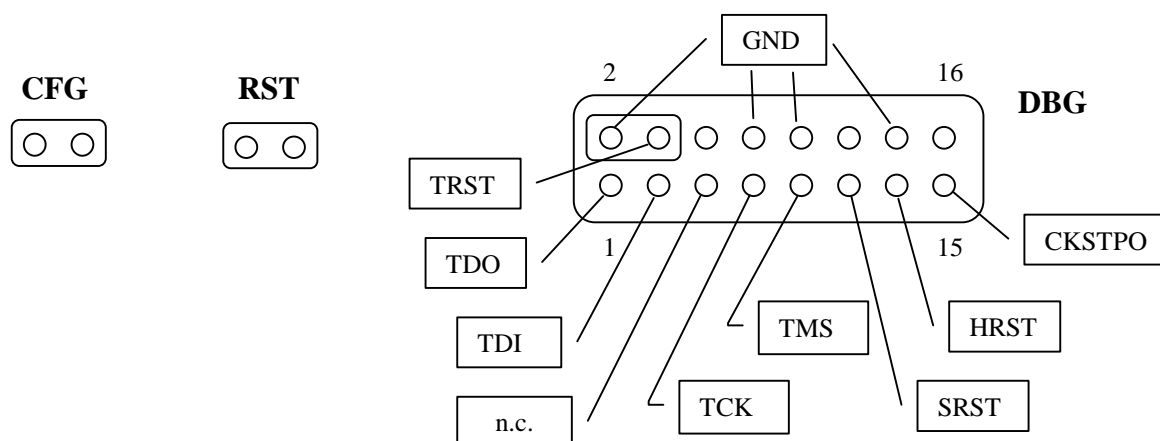 GND
2
16
CFG
RST
DBG
TRST
1
15
CKSTPO
TDO
TDI
TMS
HRST
n.c.
TCK
SRST